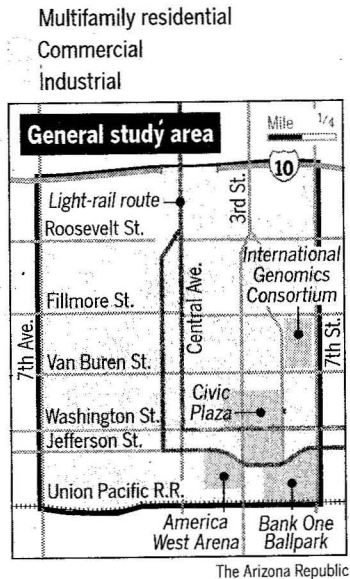 Multifamily residential
Commercial
Industrial
General study area
Mile 1/4
10
Light-rail route
3rd St.
Roosevelt St.
International
Genomics
Consortium
Central Ave.
Fillmore St.
7th Ave.
7th St.
Van Buren St.
Civic
Plaza
Washington St.
Jefferson St.
Union Pacific R.R.
America
West Arena
Bank One
Ballpark
The Arizona Republic